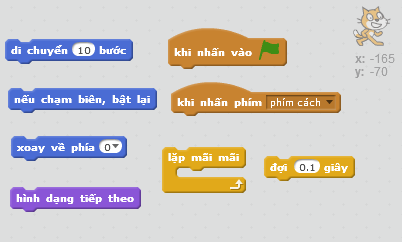 di chuyển 10 bước
khi nhấn vào
x: -165
y: -70
nếu chạm biên, bật lại
khi nhấn phím phím cách
xoay về phía 0
lặp mãi mãi
đợi 0.1 giây
hình dạng tiếp theo